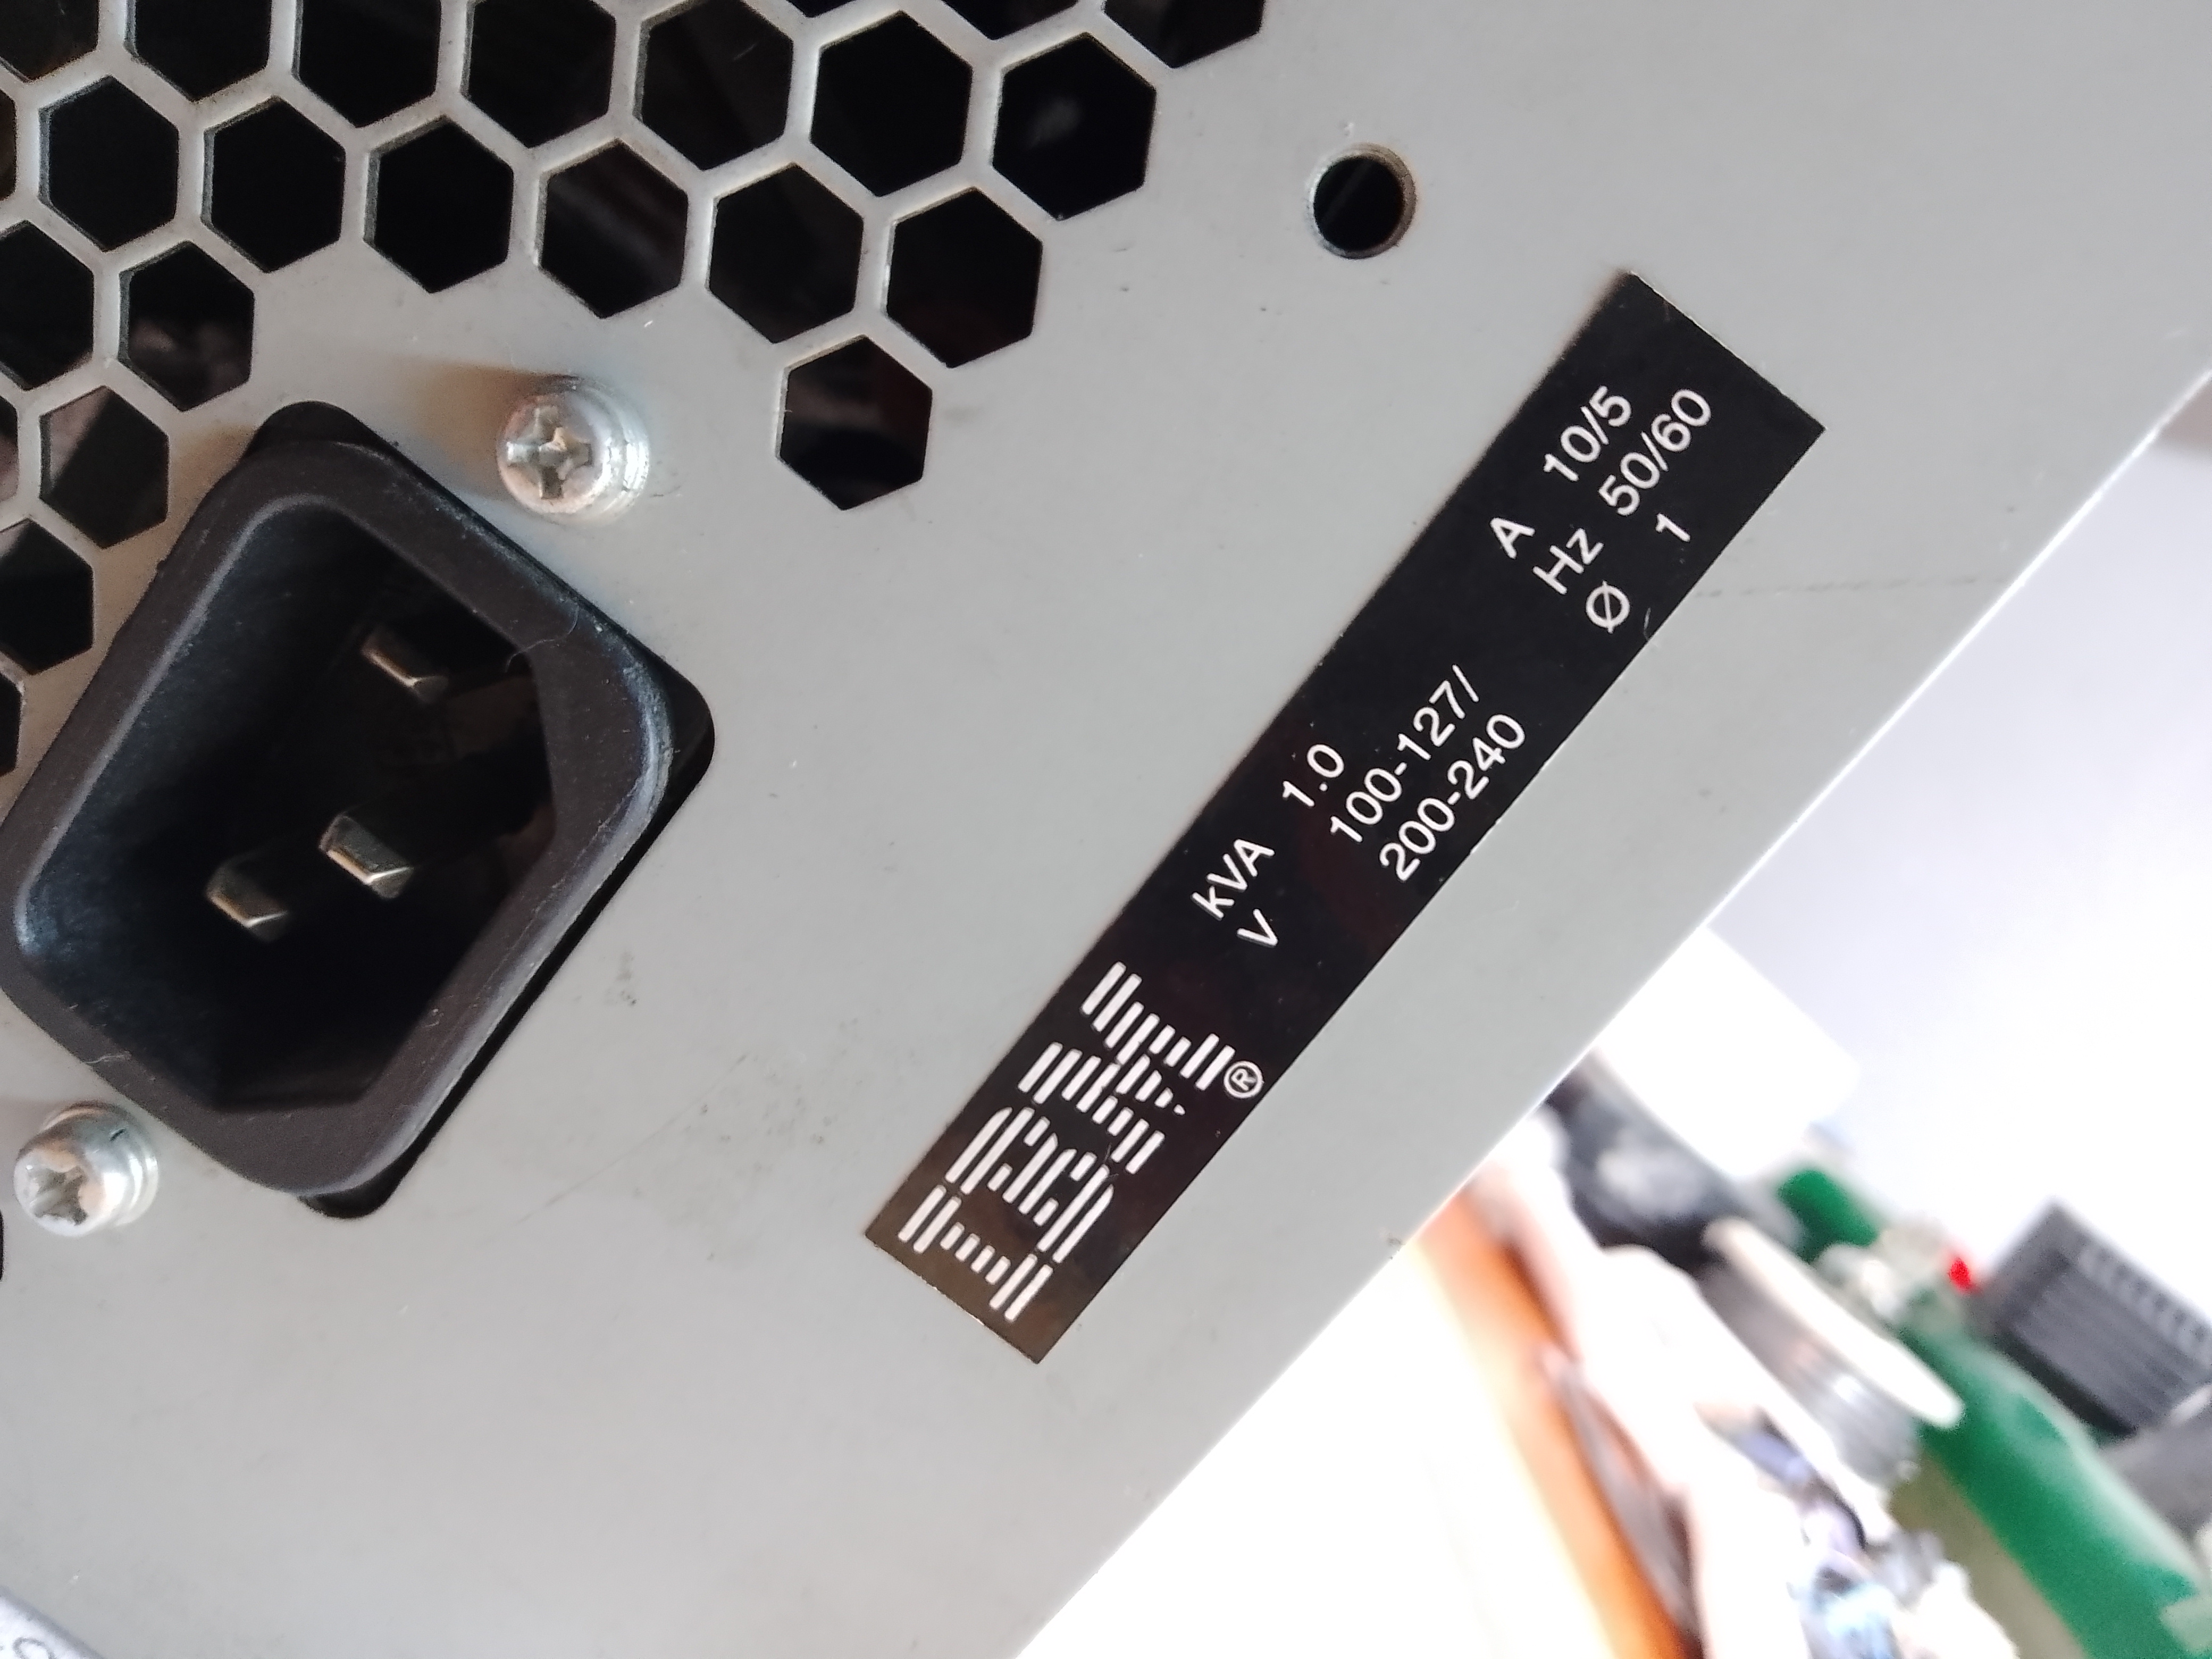 IBM®
kVA 1.0
V 100-127/
200-240
A 10/5
Hz 50/60
Ø 1